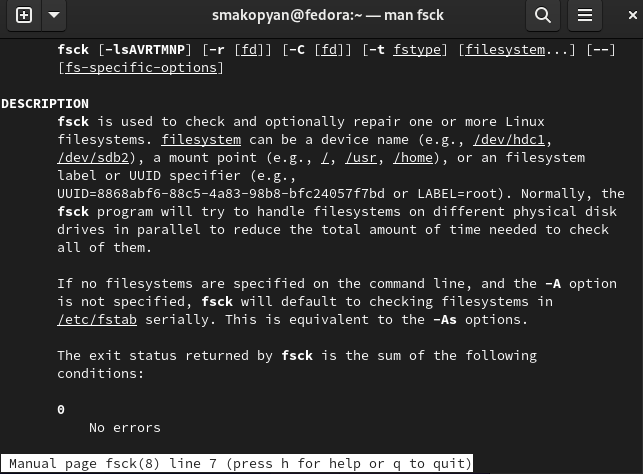 smakopyan@fedora:~ — man fsck
fsck [-lsAVRTMNP] [-r [fd]] [-C [fd]] [-t fstype] [filesystem...] [--]
[fs-specific-options]
DESCRIPTION
fsck is used to check and optionally repair one or more Linux
filesystems. filesystem can be a device name (e.g., /dev/hdc1,
/dev/sdb2), a mount point (e.g., /, /usr, /home), or an filesystem
label or UUID specifier (e.g.,
UUID=8868abf6-88c5-4a83-98b8-bfc24057f7bd or LABEL=root). Normally, the
fsck program will try to handle filesystems on different physical disk
drives in parallel to reduce the total amount of time needed to check
all of them.
If no filesystems are specified on the command line, and the -A option
is not specified, fsck will default to checking filesystems in
/etc/fstab serially. This is equivalent to the -As options.
The exit status returned by fsck is the sum of the following
conditions:
0
No errors
Manual page fsck(8) line 7 (press h for help or q to quit)